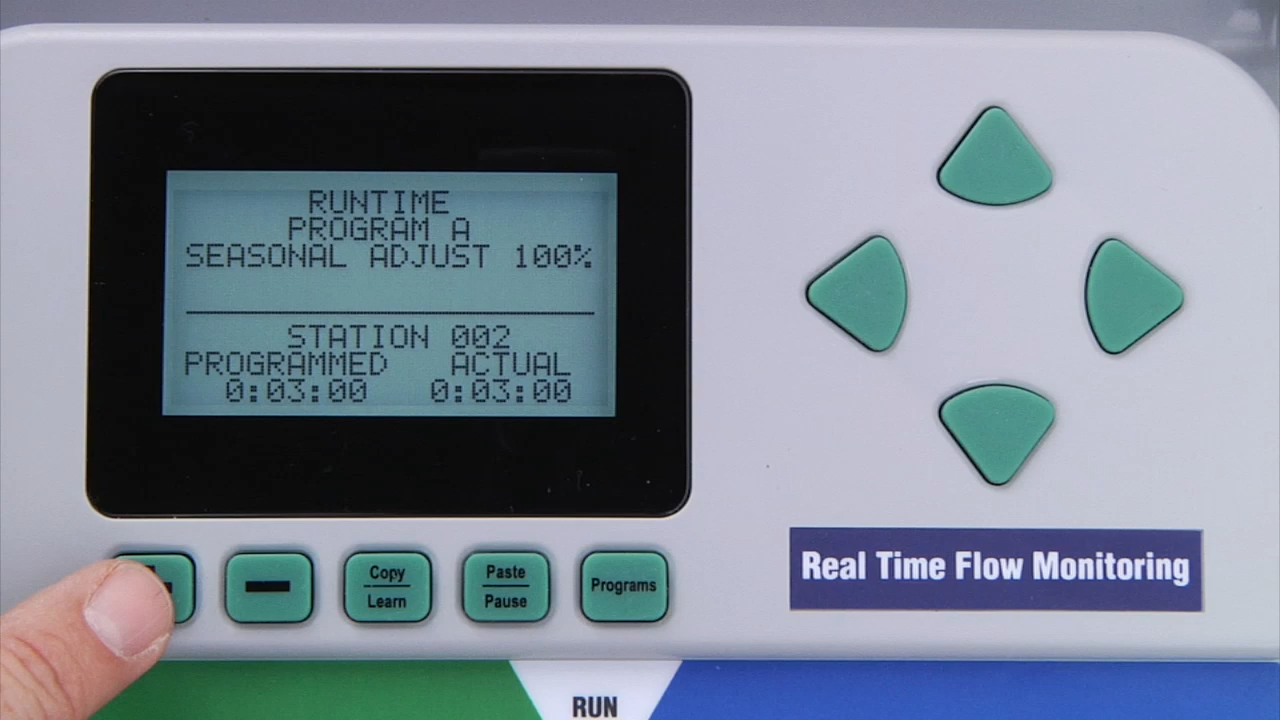 RUNTIME
PROGRAM A
SEASONAL ADJUST 100%
STATION 002
PROGRAMMED ACTUAL
0:03:00 0:03:00
Copy
Learn
Paste
Pause
Programs
Real Time Flow Monitoring
RUN